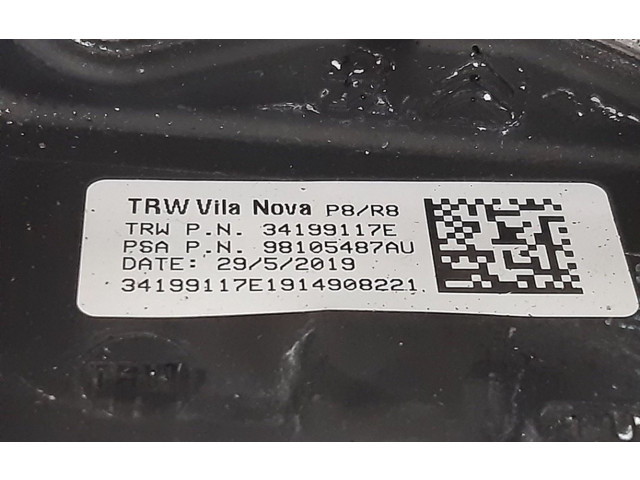 TRW Vila Nova P8/R8
TRW P.N. 34199117E
PSA P.N. 98105487AU
DATE: 29/5/2019
34199117E1914908221